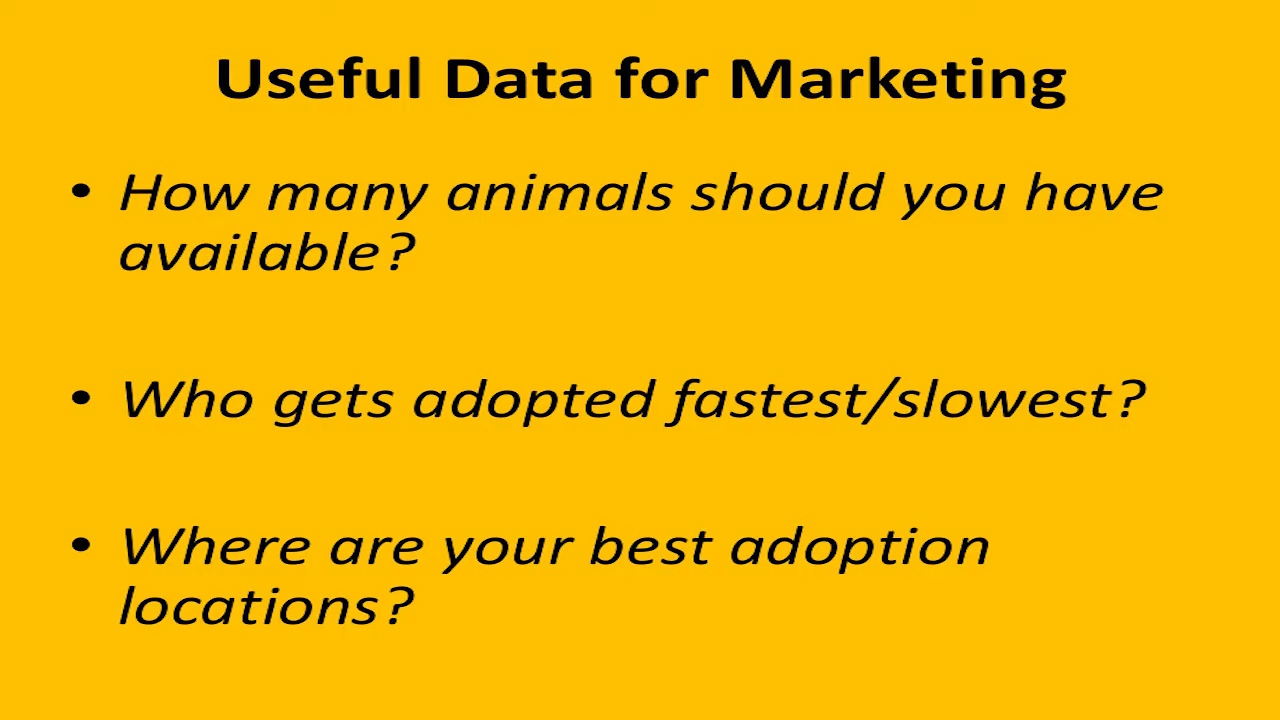 Useful Data for Marketing
• How many animals should you have
available?
• Who gets adopted fastest/slowest?
• Where are your best adoption
locations?